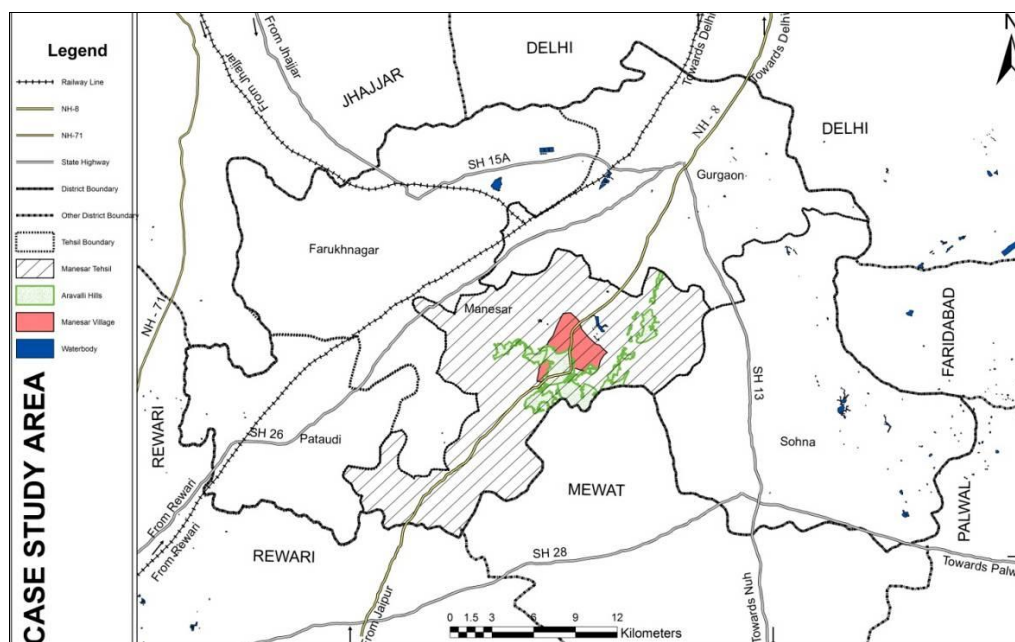 Legend
Railway Line
NH-8
NH-71
State Highway
District Boundary
Other District Boundary
Tehsil Boundary
Manesar Tehsil
Aravalli Hills
Manesar Village
Waterbody
CASE STUDY AREA
From Jhajjar
From Jhajjar
JHAJJAR
DELHI
Towards Delhi
Towards Delhi
N
DELHI
NH - 8
SH 15A
Gurgaon
Farukhnagar
NH - 71
Manesar
FARIDABAD
SH 13
REWARI
SH 26
Pataudi
Sohna
MEWAT
PALWAL
From Rewari
From Rewari
REWARI
SH 28
Towards Palw
From Jaipur
Towards Nuh
0 1.5 3 6 9 12
Kilometers